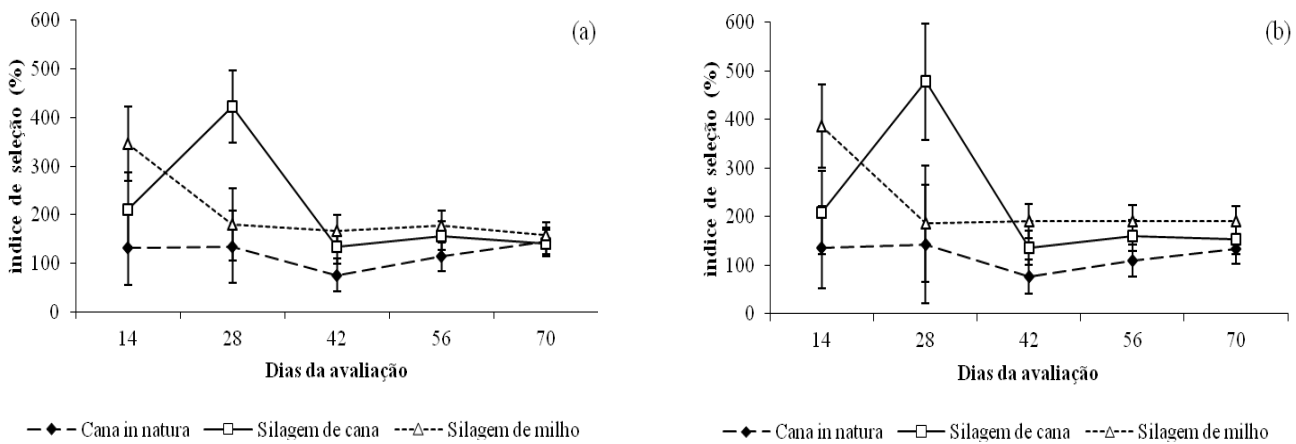 (a)
índice de seleção (%)
600
500
400
300
200
100
0
14 28 42 56 70
Dias da avaliação
Cana in natura Silagem de cana Silagem de milho
(b)
índice de seleção (%)
600
500
400
300
200
100
0
14 28 42 56 70
Dias da avaliação
Cana in natura Silagem de cana Silagem de milho